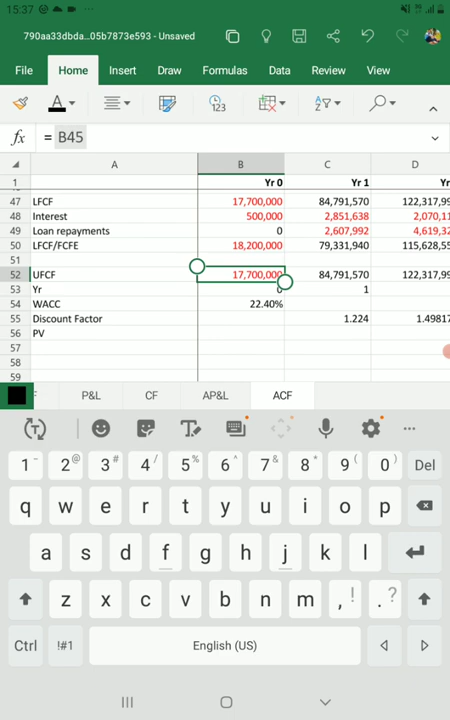 15:37
790aa33dbda...05b7873e593 - Unsaved
File Home Insert Draw Formulas Data Review View
A 123 A Z
fx = B45
A B C D
1 Yr 0 Yr 1 Yr
47 LFCF 17,700,000 84,791,570 122,317,99
48 Interest 500,000 2,851,638 2,070,11
49 Loan repayments 0 2,607,992 4,619,32
50 LFCF/FCFE 18,200,000 79,331,940 115,628,55
51
52 UFCF 17,700,000 84,791,570 122,317,99
53 Yr 0 1
54 WACC 22.40%
55 Discount Factor 1.224 1.49817
56 PV
57
58
59
P&L CF AP&L ACF
1 - 2 @ 3 # 4 / 5 % 6 ^ 7 & 8 * 9 ( 0 ) Del
q w e r t y u i o p
a s d f g h j k l
z x c v b n m , ! . ?
Ctrl !#1 English (US)